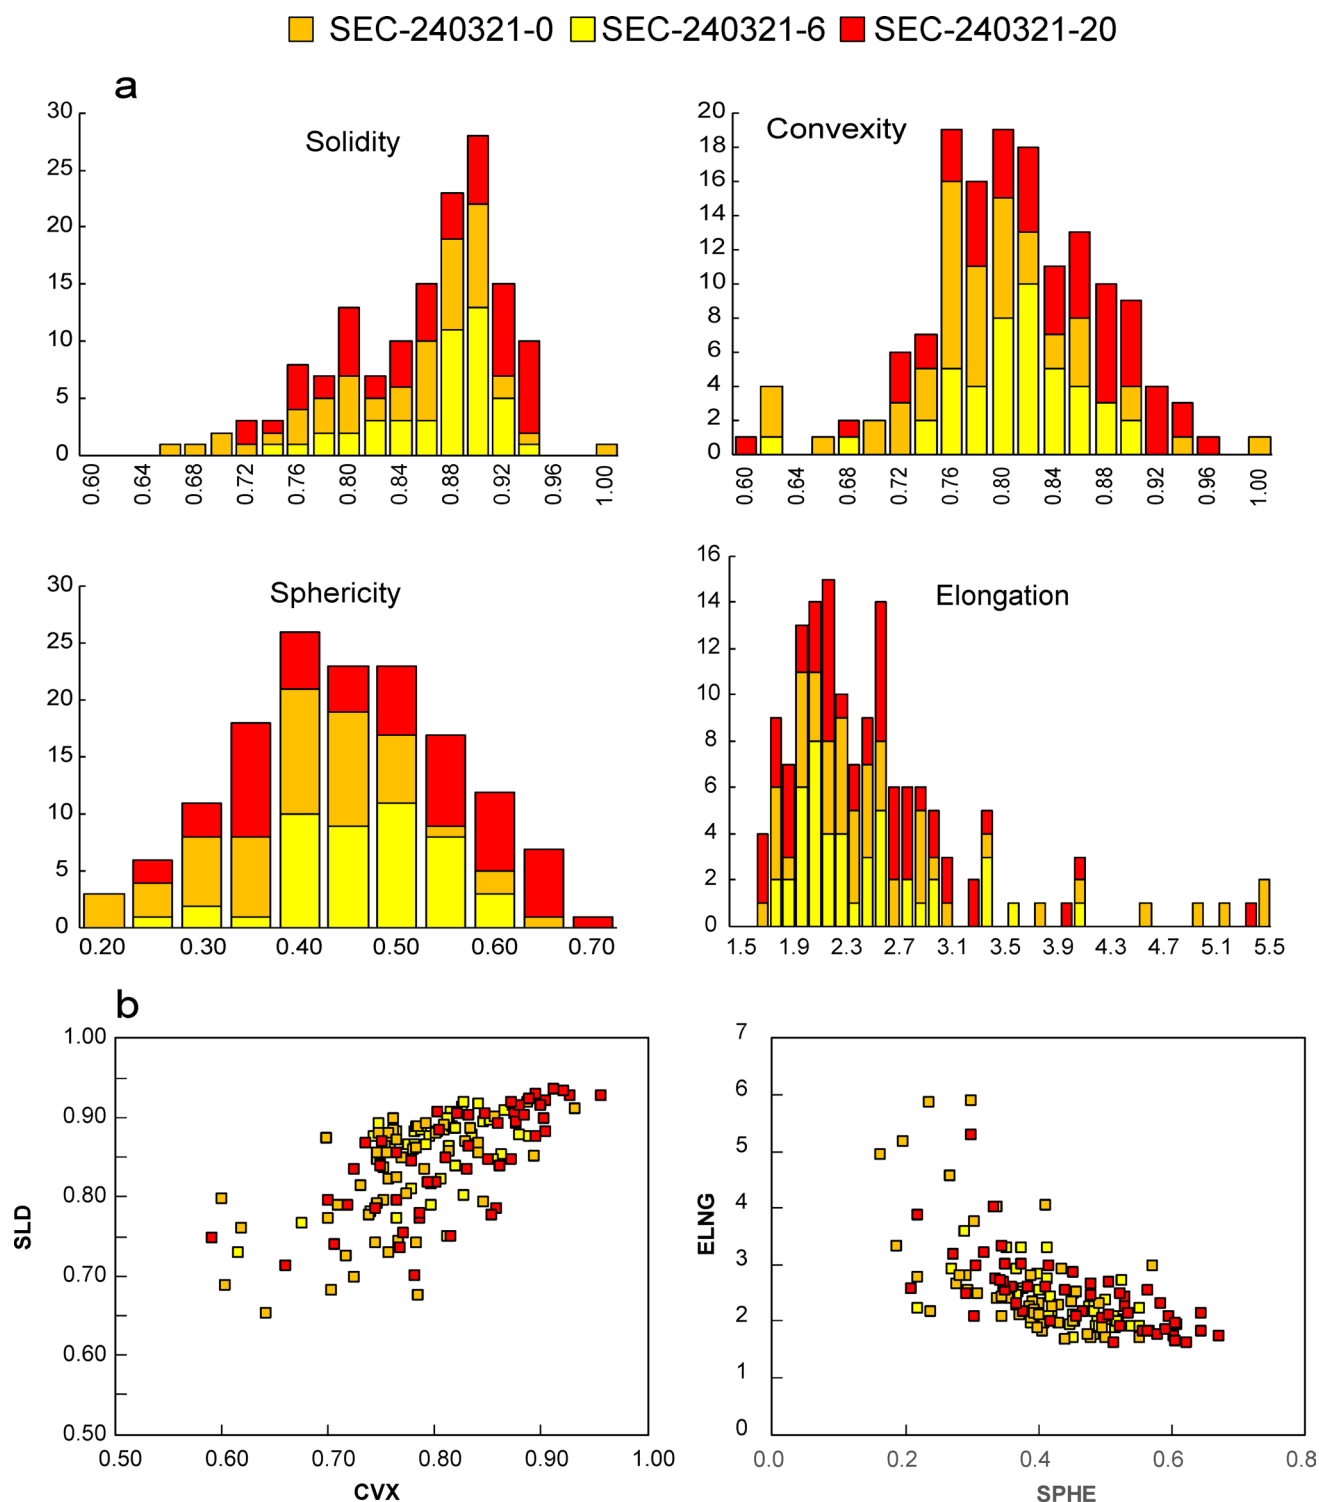 SEC-240321-0 SEC-240321-6 SEC-240321-20
a
Solidity
30
25
20
15
10
5
0
0.60 0.64 0.68 0.72 0.76 0.80 0.84 0.88 0.92 0.96 1.00
Convexity
20
18
16
14
12
10
8
6
4
2
0
0.60 0.64 0.68 0.72 0.76 0.80 0.84 0.88 0.92 0.96 1.00
Sphericity
30
25
20
15
10
5
0
0.20 0.30 0.40 0.50 0.60 0.70
Elongation
16
14
12
10
8
6
4
2
0
1.5 1.9 2.3 2.7 3.1 3.5 3.9 4.3 4.7 5.1 5.5
b
SLD
1.00
0.90
0.80
0.70
0.60
0.50
0.50 0.60 0.70 0.80 0.90 1.00
CVX
ELNG
7
6
5
4
3
2
1
0
0.0 0.2 0.4 0.6 0.8
SPHE